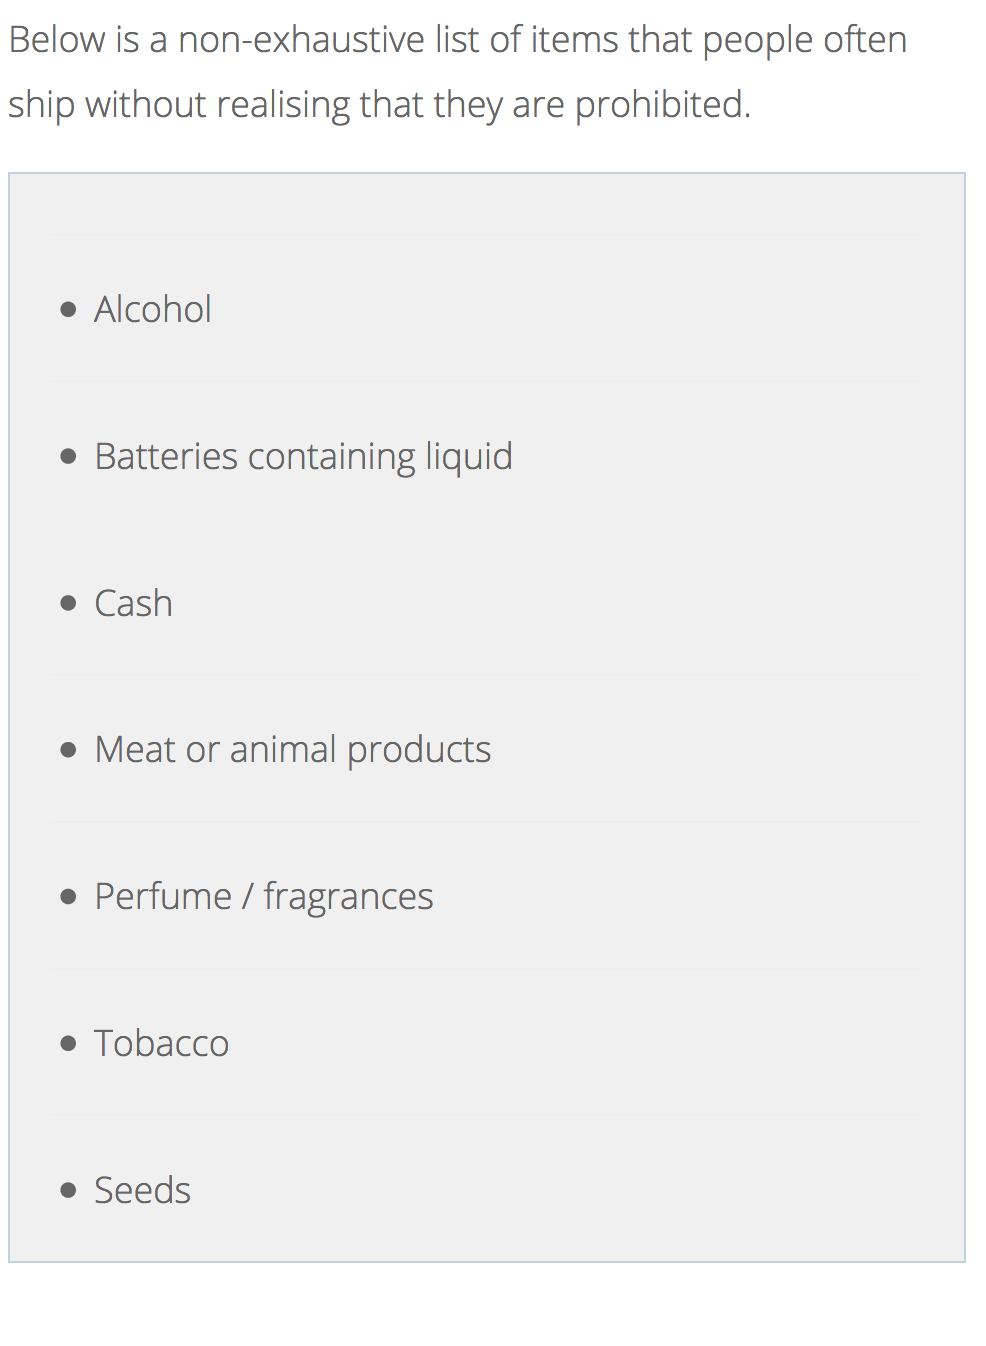 Below is a non-exhaustive list of items that people often
ship without realising that they are prohibited.
• Alcohol
• Batteries containing liquid
• Cash
• Meat or animal products
• Perfume / fragrances
• Tobacco
• Seeds